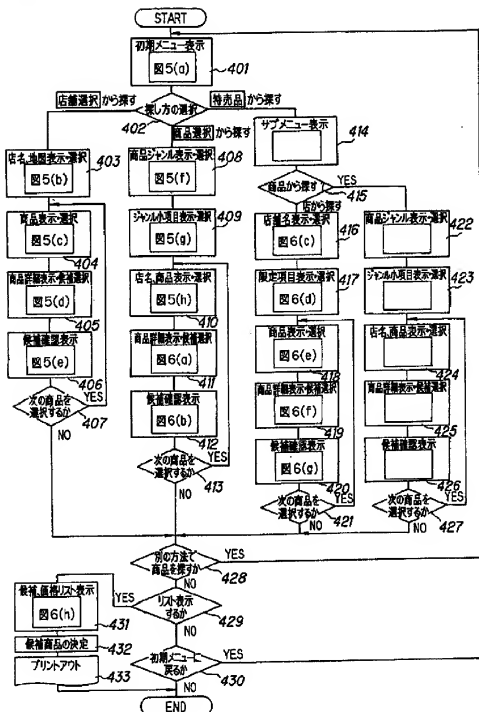 START
初期メニュー表示
図5(a)
401
店舗選択から探す
特売品から探す
探し方の選択
402
商品選択から探す
サブメニュー表示
414
店名、地図表示・選択
403
図5(b)
商品ジャンル表示・選択
408
図5(f)
商品から探す
YES
415
店から探す
商品表示・選択
図5(c)
404
ジャンル小項目表示・選択
409
図5(g)
店舗名表示・選択
416
図6(c)
商品ジャンル表示・選択
422
商品詳細表示・候補選択
図5(d)
405
店名、商品表示・選択
図5(h)
410
限定項目表示・選択
417
図6(d)
ジャンル小項目表示・選択
423
候補確認表示
図5(e)
406
商品詳細表示・候補選択
図6(a)
411
商品表示・選択
図6(e)
418
店名、商品表示・選択
424
次の商品を
選択するか
YES
407
NO
候補確認表示
図6(b)
412
商品詳細表示・候補選択
図6(f)
419
商品詳細表示・候補選択
425
次の商品を
選択するか
YES
413
NO
候補確認表示
図6(g)
420
候補確認表示
426
次の商品を
選択するか
YES
421
NO
次の商品を
選択するか
YES
427
NO
別の方法で
商品を探すか
YES
428
NO
候補、価格リスト表示
図6(h)
431
YES
リスト表示
するか
429
NO
候補商品の決定
432
プリントアウト
433
初期メニューに
戻るか
YES
430
NO
END